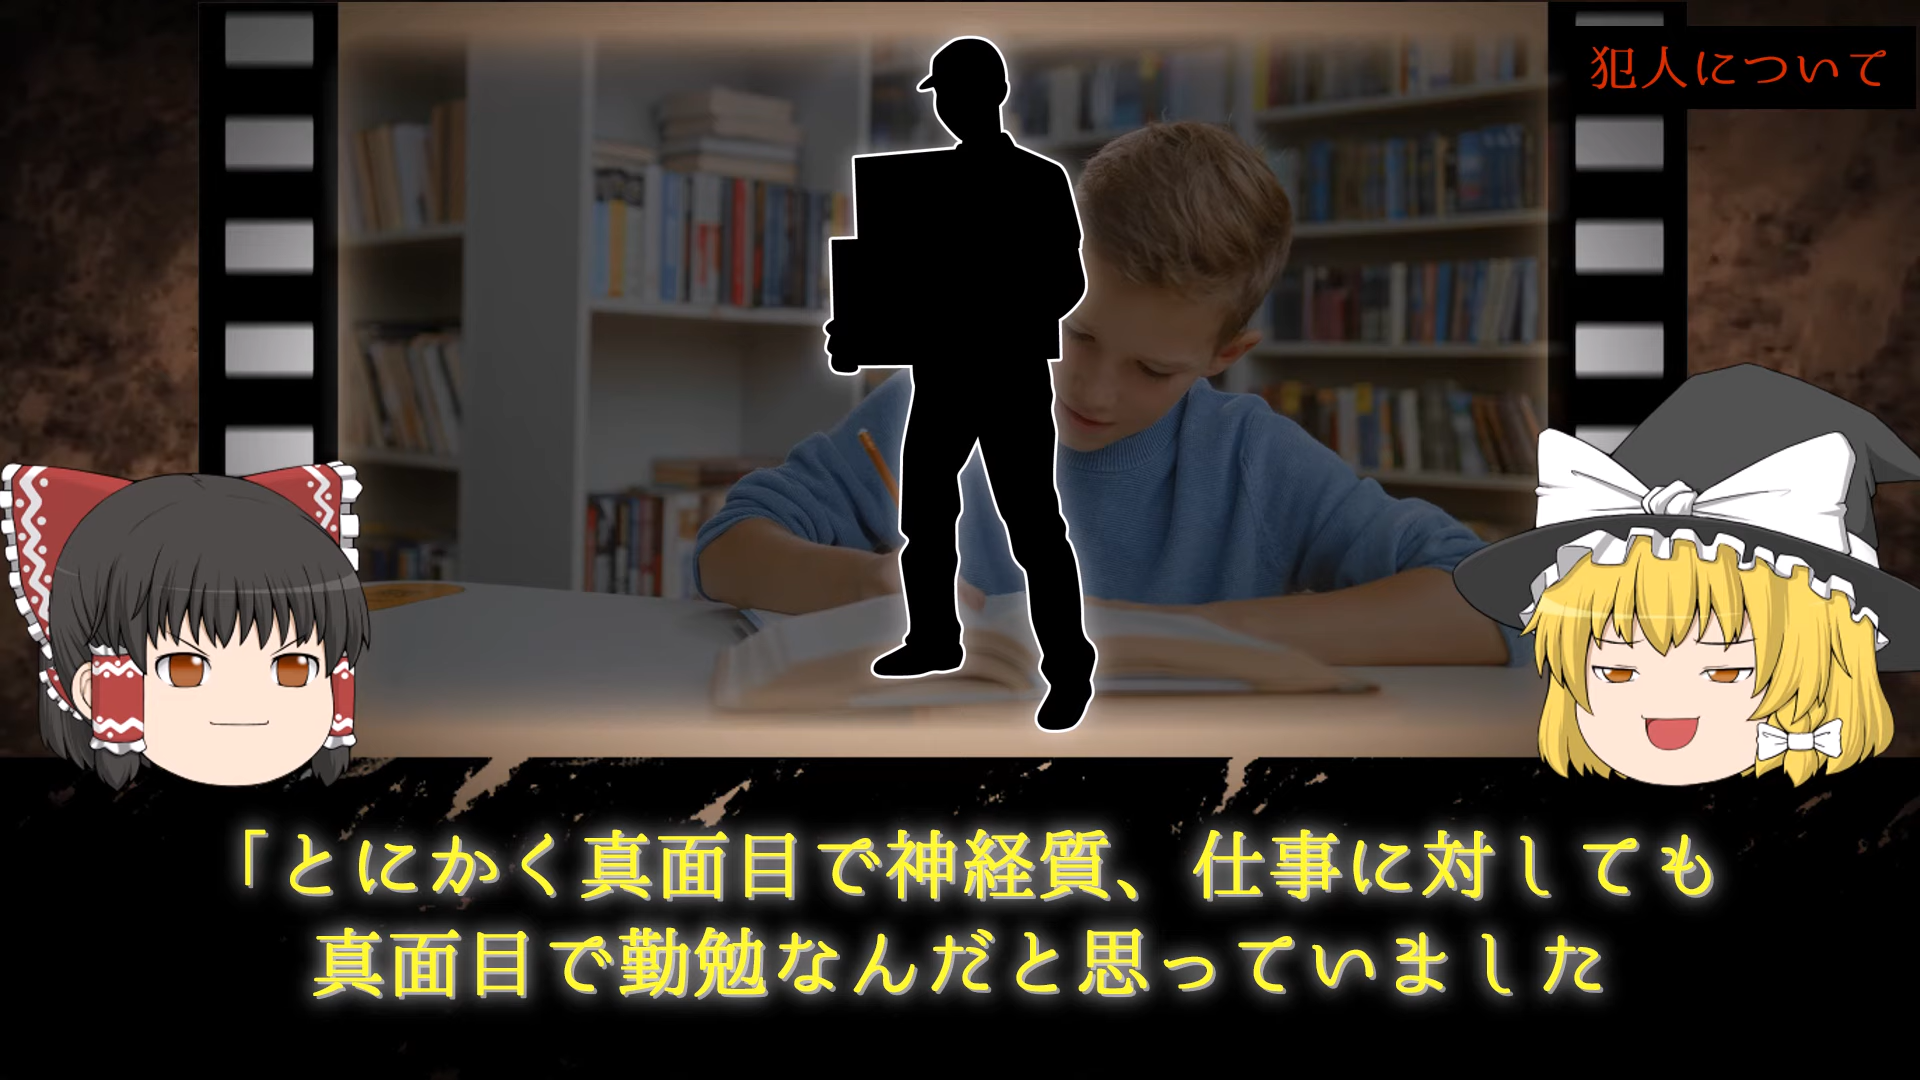 犯人について
「とにかく真面目で神経質、仕事に対しても
真面目で勤勉なんだと思っていました